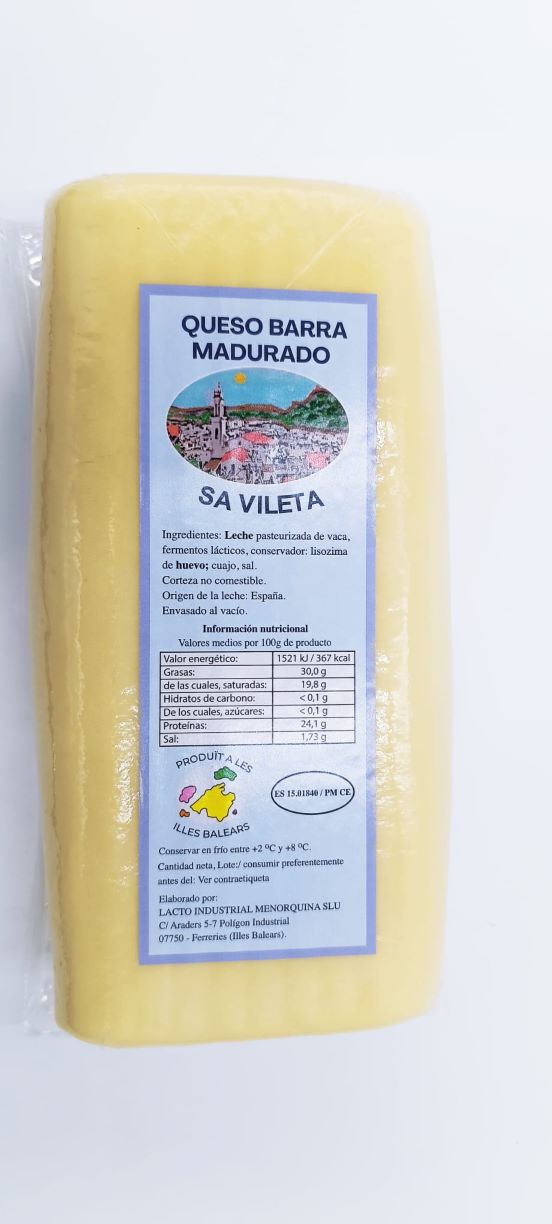 QUESO BARRA
MADURADO
SA VILETA
Ingredientes: Leche pasteurizada de vaca,
fermentos lácticos, conservador: lisozima
de huevo; cuajo, sal.
Corteza no comestible.
Origen de la leche: España.
Envasado al vacío.
Información nutricional
Valores medios por 100g de producto
Valor energético: 1521 kJ / 367 kcal
Grasas: 30,0 g
de las cuales, saturadas: 19,8 g
Hidratos de carbono: <0,1 g
De los cuales, azúcares: <0,1 g
Proteínas: 24,1 g
Sal: 1,73 g
PRODUÏT A LES
ILLES BALEARS
ES 15.01840 / PM CE
Conservar en frío entre +2 ºC y +8 ºC.
Cantidad neta, Lote:/ consumir preferentemente
antes del: Ver contraetiqueta
Elaborado por:
LACTO INDUSTRIAL MENORQUINA SLU
C/ Araders 5-7 Polígon Industrial
07750 - Ferreries (Illes Balears).